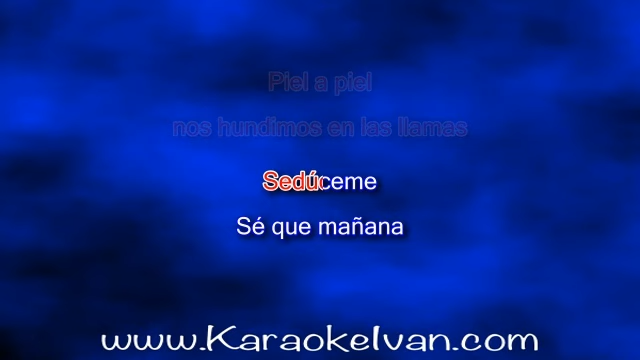 Piel a piel
nos hundimos en las llamas
Sedúceme
Sé que mañana
www.KaraokeIvan.com